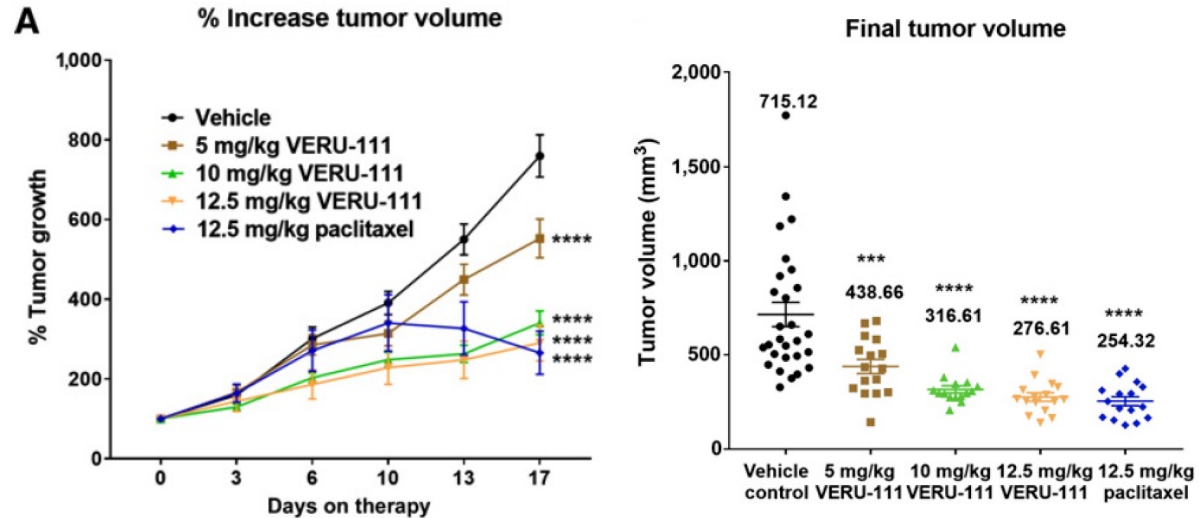 A
% Increase tumor volume
% Tumor growth
1,000
800
600
400
200
0
Vehicle
5 mg/kg VERU-111
10 mg/kg VERU-111
12.5 mg/kg VERU-111
12.5 mg/kg paclitaxel
****
****
****
****
0 3 6 10 13 17
Days on therapy
Final tumor volume
Tumor volume (mm³)
2,000
1,500
1,000
500
0
715.12
***
438.66
****
316.61
****
276.61
****
254.32
Vehicle control
5 mg/kg VERU-111
10 mg/kg VERU-111
12.5 mg/kg VERU-111
12.5 mg/kg paclitaxel